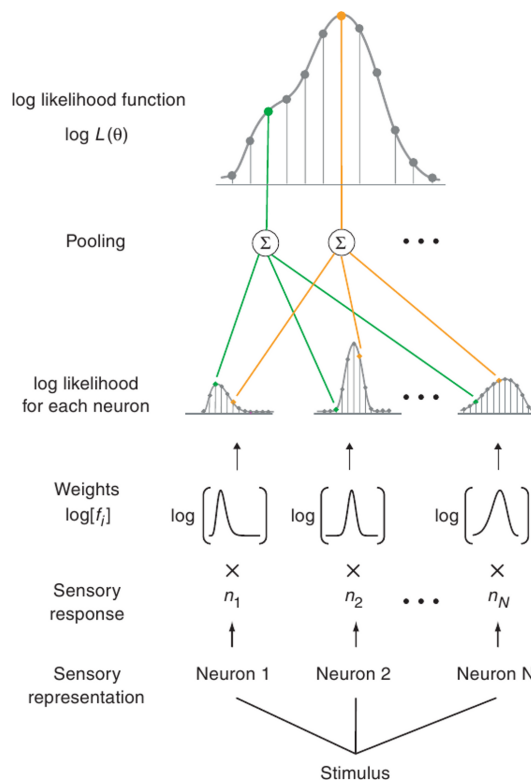 log likelihood function
log L(θ)
Pooling
Σ Σ • • •
log likelihood
for each neuron
• • •
Weights
log[fi]
log log log
× × ×
Sensory
response
n1 n2 • • • nN
Sensory
representation
Neuron 1 Neuron 2 Neuron N
Stimulus